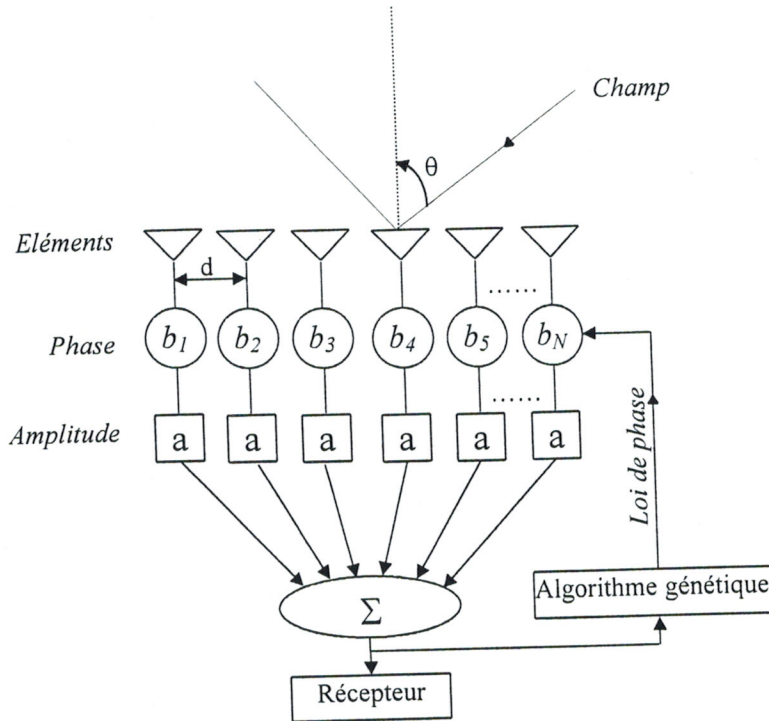 Champ
θ
Eléments
d
......
Phase b1 b2 b3 b4 b5 bN
......
Amplitude a a a a a a
Loi de phase
Algorithme génétique
Σ
Récepteur